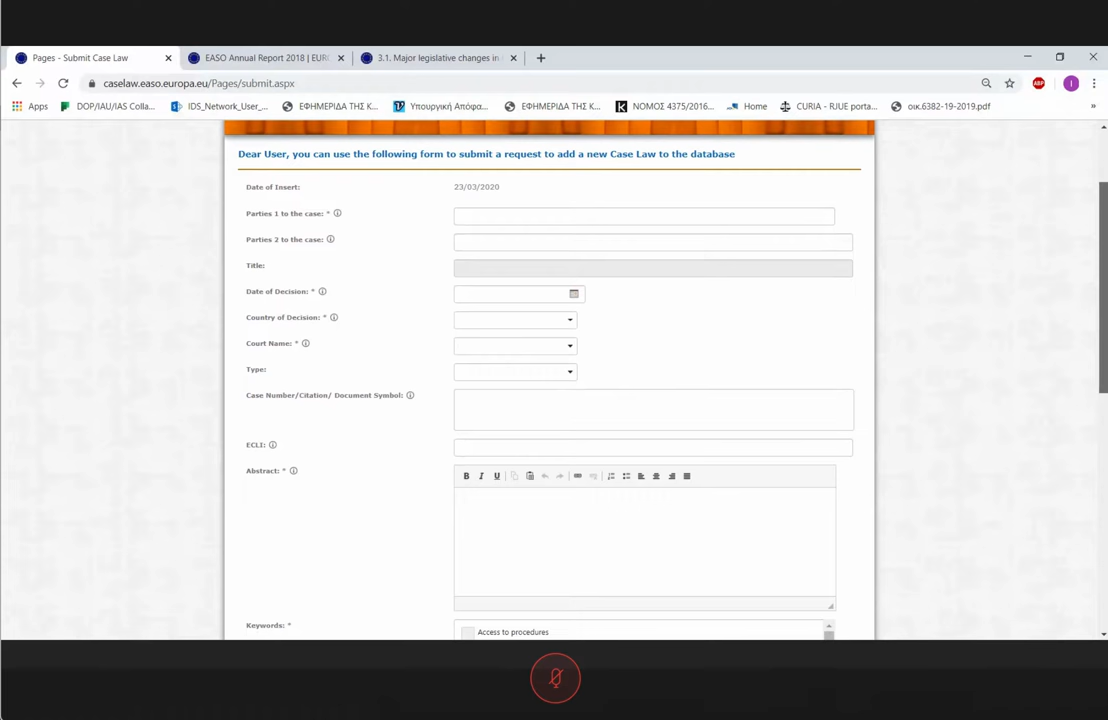 Pages - Submit Case Law
EASO Annual Report 2018 | EURO
3.1. Major legislative changes in
caselaw.easo.europa.eu/Pages/submit.aspx
ABP
I
Apps
DOP/IAU/IAS Colla...
IDS_Network_User_...
ΕΦΗΜΕΡΙΔΑ ΤΗΣ Κ...
Υπουργική Απόφα...
ΕΦΗΜΕΡΙΔΑ ΤΗΣ Κ...
ΝΟΜΟΣ 4375/2016...
Home
CURIA - RJUE porta...
οικ.6382-19-2019.pdf
»
Dear User, you can use the following form to submit a request to add a new Case Law to the database
Date of Insert: 23/03/2020
Parties 1 to the case: *
Parties 2 to the case:
Title:
Date of Decision: *
Country of Decision: *
Court Name: *
Type:
Case Number/Citation/ Document Symbol:
ECLI:
Abstract: *
B I U
Keywords: *
Access to procedures